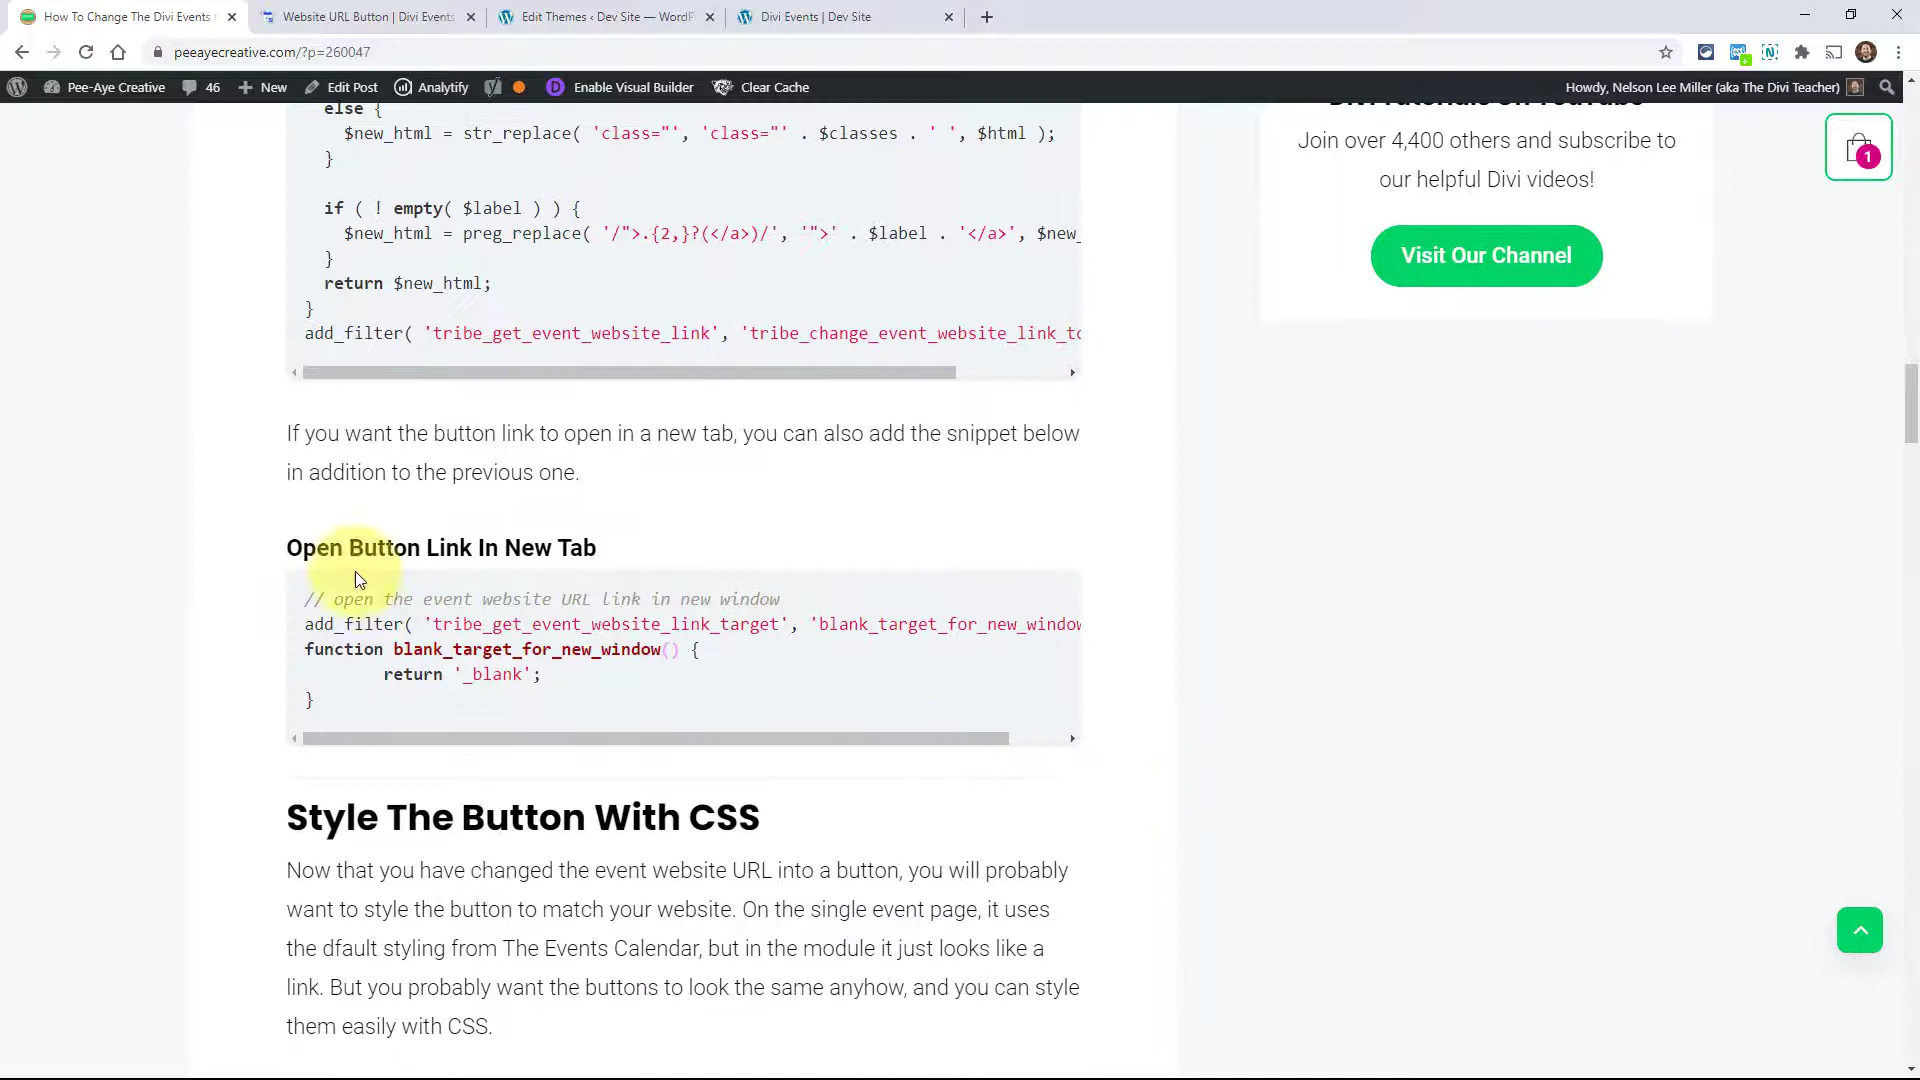 How To Change The Divi Events
Website URL Button | Divi Events
Edit Themes ‹ Dev Site — WordP
Divi Events | Dev Site
peeayecreative.com/?p=260047
Pee-Aye Creative
46
New
Edit Post
Analytify
Enable Visual Builder
Clear Cache
Howdy, Nelson Lee Miller (aka The Divi Teacher)
else {
$new_html = str_replace( 'class="', 'class="' . $classes . ' ', $html );
}
if ( ! empty( $label ) ) {
$new_html = preg_replace( '/">.{2,}?(</a>)/', '">' . $label . '</a>', $new_
}
return $new_html;
}
add_filter( 'tribe_get_event_website_link', 'tribe_change_event_website_link_to
If you want the button link to open in a new tab, you can also add the snippet below
in addition to the previous one.
Open Button Link In New Tab
// open the event website URL link in new window
add_filter( 'tribe_get_event_website_link_target', 'blank_target_for_new_window
function blank_target_for_new_window() {
return '_blank';
}
Style The Button With CSS
Now that you have changed the event website URL into a button, you will probably
want to style the button to match your website. On the single event page, it uses
the dfault styling from The Events Calendar, but in the module it just looks like a
link. But you probably want the buttons to look the same anyhow, and you can style
them easily with CSS.
Divi Tutorials On YouTube
Join over 4,400 others and subscribe to
our helpful Divi videos!
Visit Our Channel
1